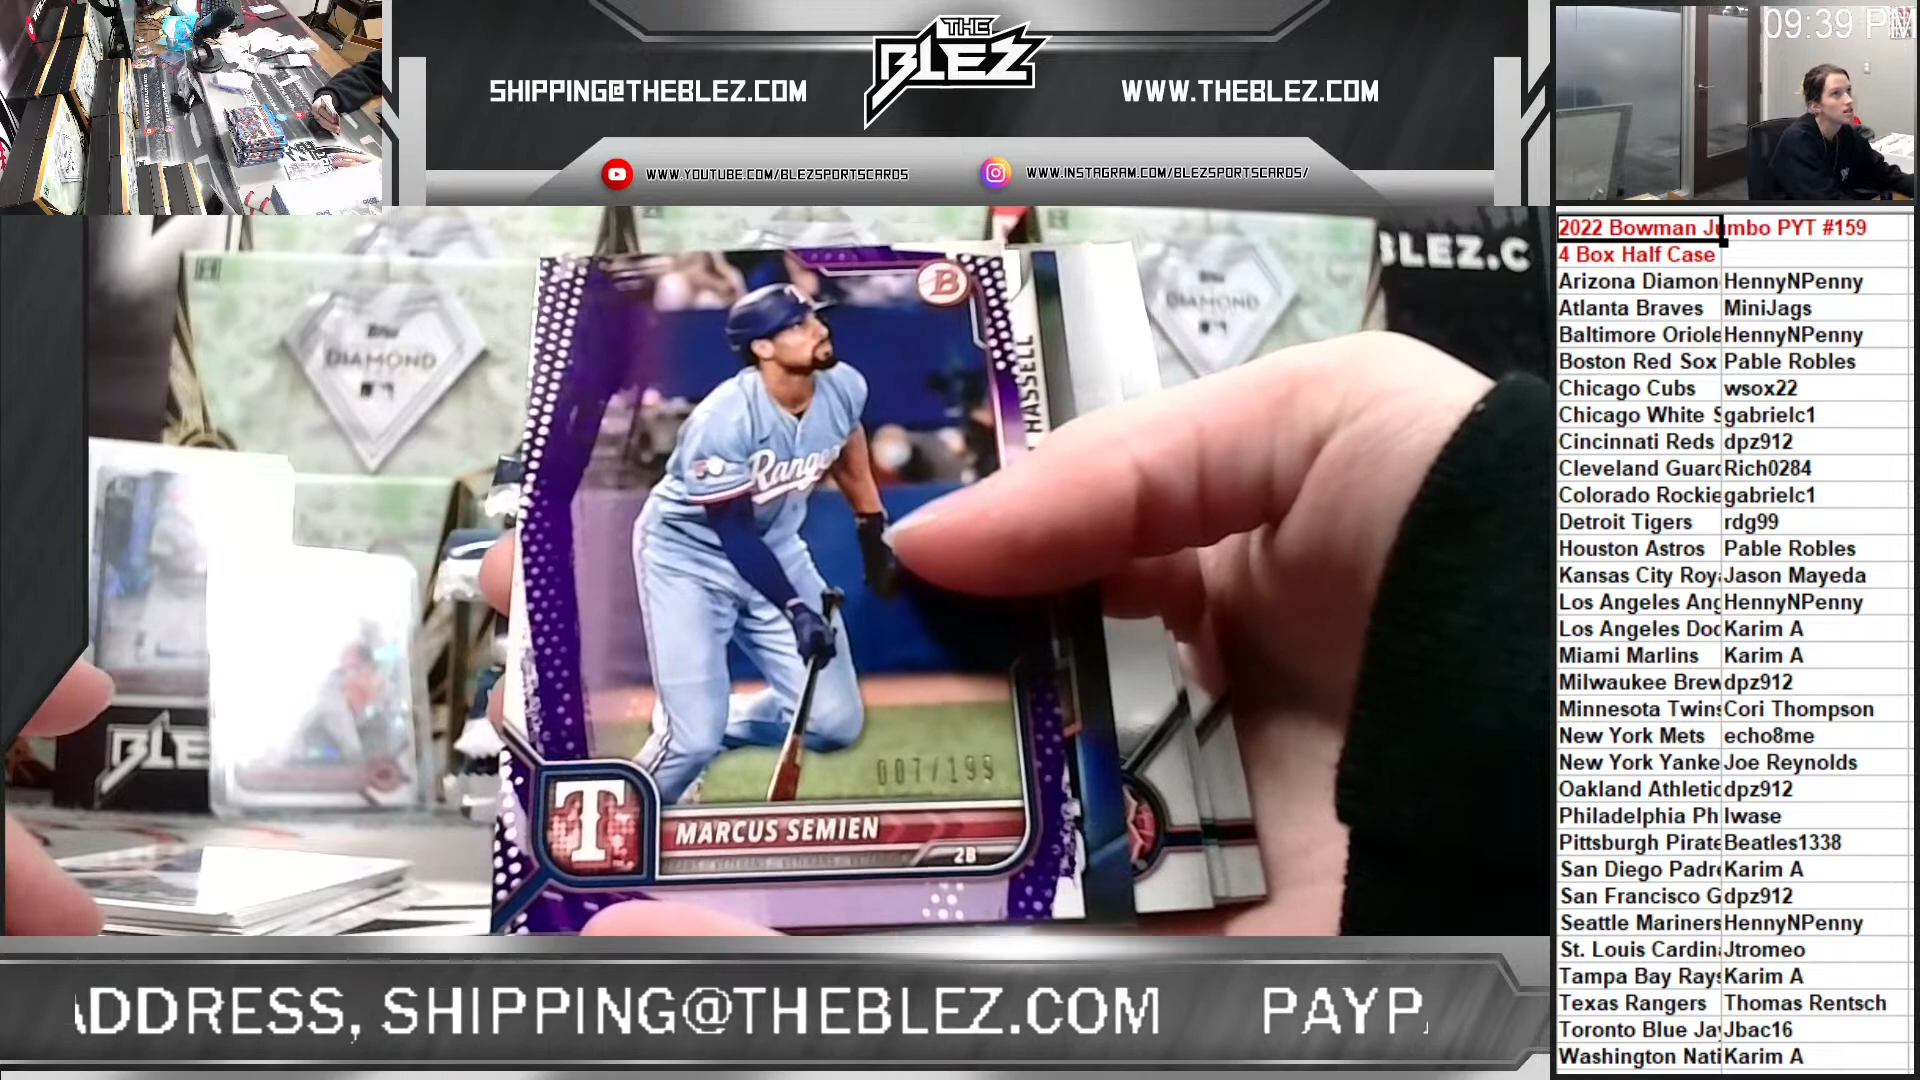 THE
BLEZ
SHIPPING@THEBLEZ.COM
WWW.THEBLEZ.COM
WWW.YOUTUBE.COM/BLEZSPORTSCARDS
WWW.INSTAGRAM.COM/BLEZSPORTSCARDS/
09:39 PM
BLEZ.C
DIAMOND
DIAMOND
HASSELL
B
Rangers
BLE
007/199
T
MARCUS SEMIEN
2B
2022 Bowman Jumbo PYT #159
4 Box Half Case
Arizona Diamon HennyNPenny
Atlanta Braves MiniJags
Baltimore Oriole HennyNPenny
Boston Red Sox Pable Robles
Chicago Cubs wsox22
Chicago White S gabrielc1
Cincinnati Reds dpz912
Cleveland Guard Rich0284
Colorado Rockie gabrielc1
Detroit Tigers rdg99
Houston Astros Pable Robles
Kansas City Roy Jason Mayeda
Los Angeles Ang HennyNPenny
Los Angeles Dod Karim A
Miami Marlins Karim A
Milwaukee Brew dpz912
Minnesota Twins Cori Thompson
New York Mets echo8me
New York Yanke Joe Reynolds
Oakland Athletic dpz912
Philadelphia Ph Iwase
Pittsburgh Pirate Beatles1338
San Diego Padre Karim A
San Francisco G dpz912
Seattle Mariners HennyNPenny
St. Louis Cardin Jtromeo
Tampa Bay Rays Karim A
Texas Rangers Thomas Rentsch
Toronto Blue Jay Jbac16
Washington Nati Karim A
ADDRESS, SHIPPING@THEBLEZ.COM PAYP